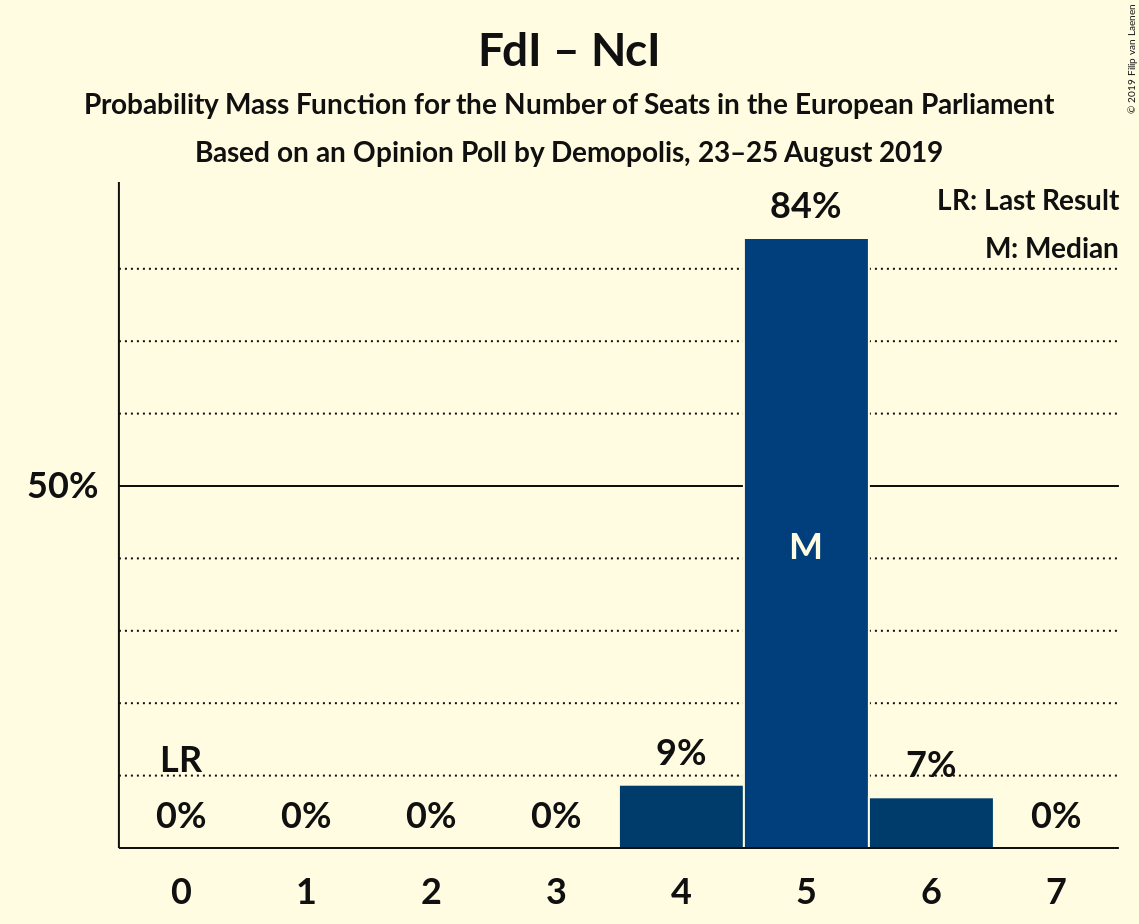 FdI – NcI
Probability Mass Function for the Number of Seats in the European Parliament
Based on an Opinion Poll by Demopolis, 23–25 August 2019
© 2019 Filip van Laenen
LR: Last Result
M: Median
84%
50%
M
LR
9%
7%
0% 0% 0% 0% 0%
0 1 2 3 4 5 6 7